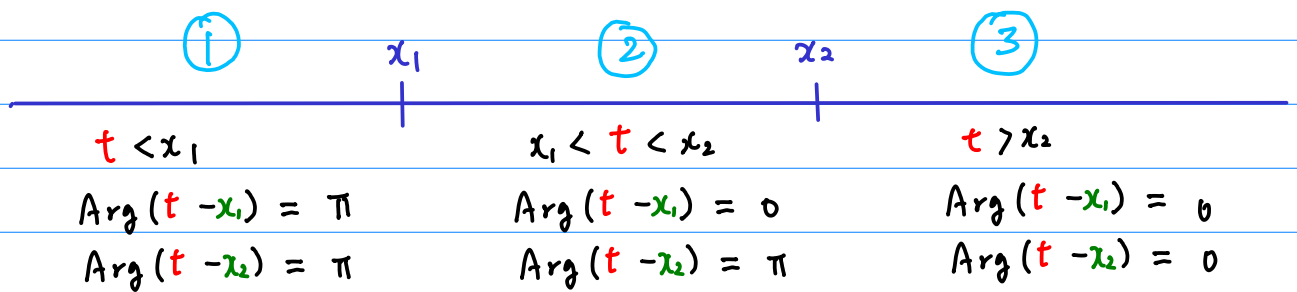 ① x₁ ② x₂ ③
t < x₁ x₁ < t < x₂ t > x₂
Arg(t - x₁) = π Arg(t - x₁) = 0 Arg(t - x₁) = 0
Arg(t - x₂) = π Arg(t - x₂) = π Arg(t - x₂) = 0